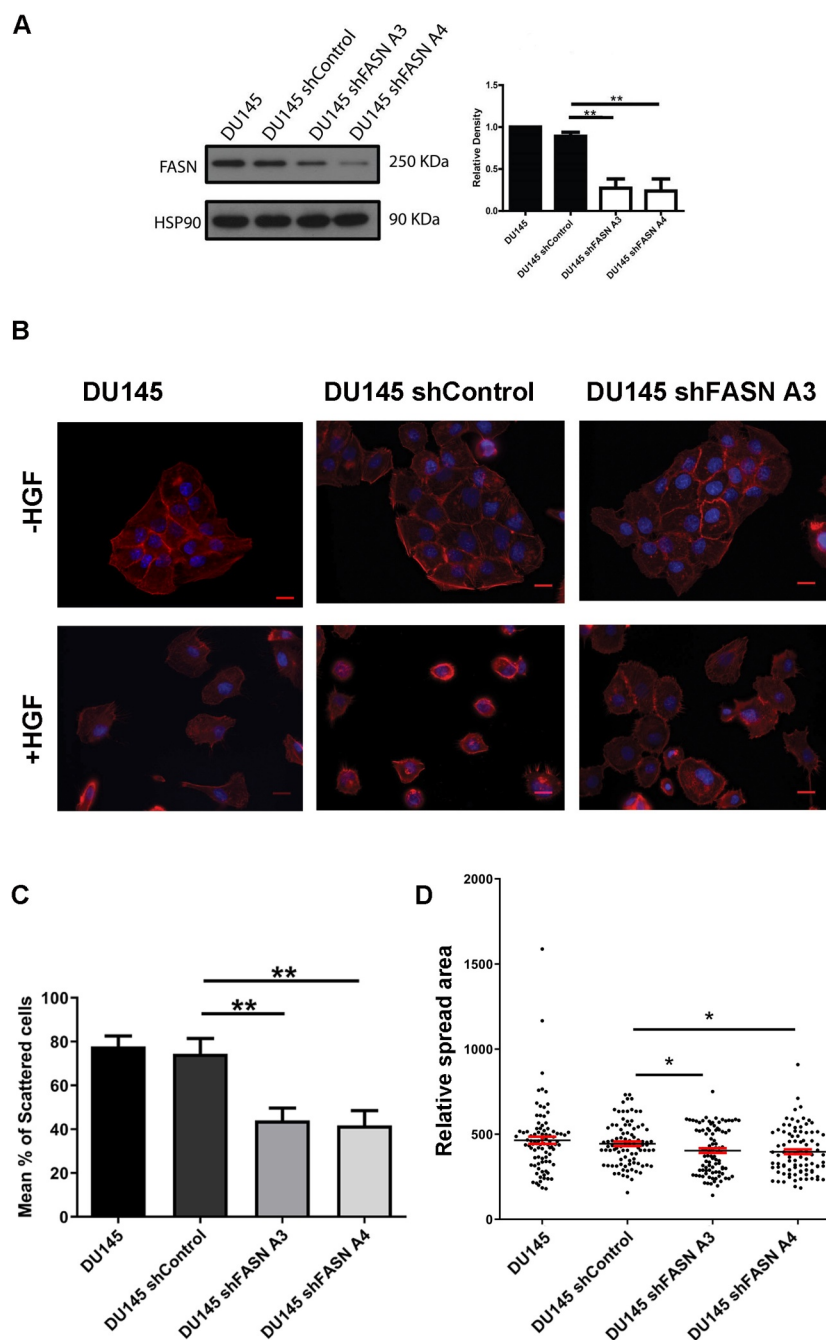 A
DU145
DU145 shControl
DU145 shFASN A3
DU145 shFASN A4
FASN
250 KDa
HSP90
90 KDa
Relative Density
1.5
1.0
0.5
0.0
**
**
DU145
DU145 shControl
DU145 shFASN A3
DU145 shFASN A4
B
DU145
DU145 shControl
DU145 shFASN A3
-HGF
+HGF
C
Mean % of Scattered cells
100
80
60
40
20
0
**
**
DU145
DU145 shControl
DU145 shFASN A3
DU145 shFASN A4
D
Relative spread area
2000
1500
1000
500
0
*
*
DU145
DU145 shControl
DU145 shFASN A3
DU145 shFASN A4